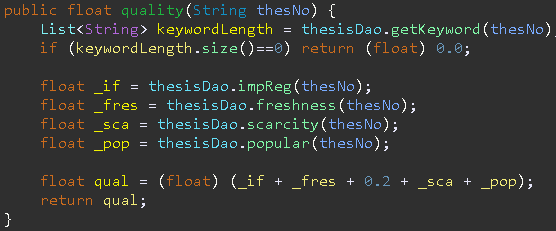 public float quality(String thesNo) {
List<String> keywordLength = thesisDao.getKeyword(thesNo)
if (keywordLength.size()==0) return (float) 0.0;
float _if = thesisDao.impReg(thesNo);
float _fres = thesisDao.freshness(thesNo);
float _sca = thesisDao.scarcity(thesNo);
float _pop = thesisDao.popular(thesNo);
float qual = (float) (_if + _fres + 0.2 + _sca + _pop);
return qual;
}